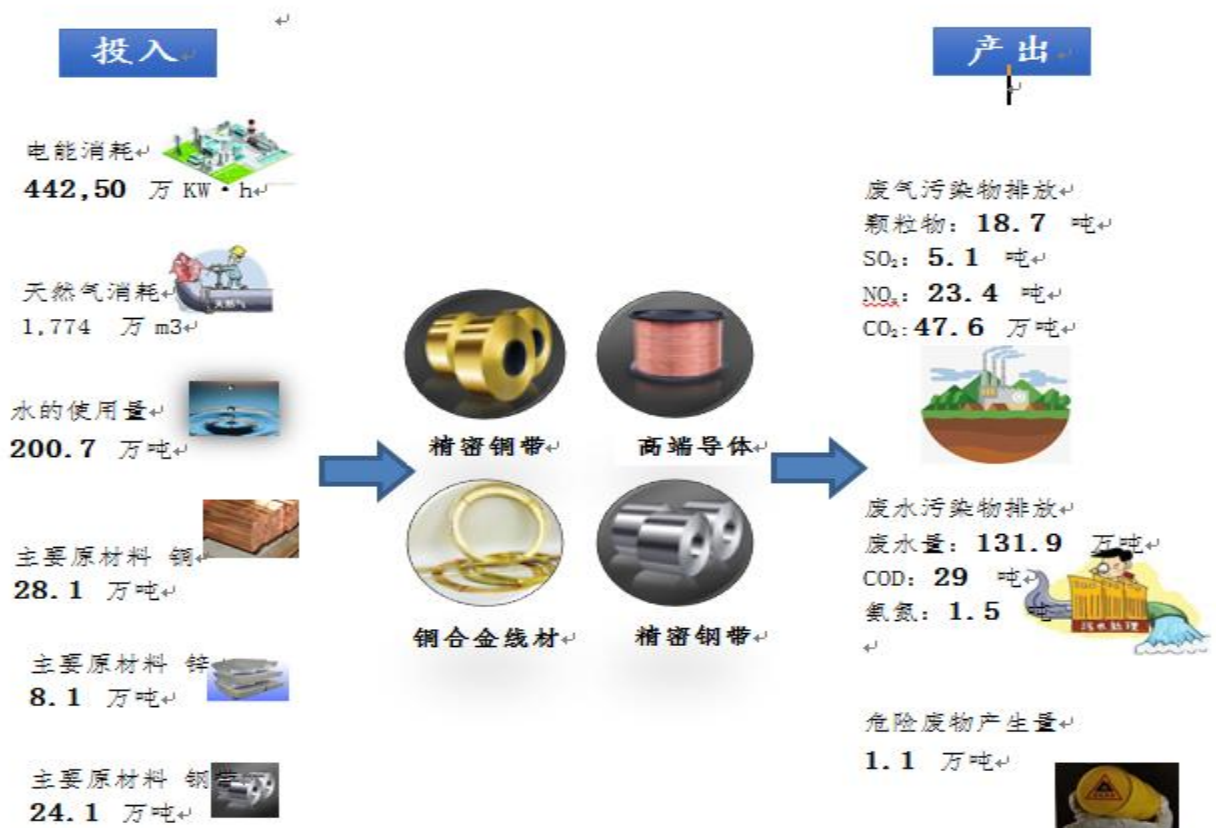 投入
产出
电能消耗
442,50 万 KW·h
天然气消耗
天然气
1,774 万 m3
水的使用量
200.7 万吨
主要原材料 铜
28.1 万吨
主要原材料 锌
8.1 万吨
主要原材料 钢带
24.1 万吨
精密铜带
高端导体
铜合金线材
精密钢带
废气污染物排放
颗粒物: 18.7 吨
SO₂: 5.1 吨
NOₓ: 23.4 吨
CO₂: 47.6 万吨
废水污染物排放
废水量: 131.9 万吨
COD: 29 吨
氨氮: 1.5 吨
污水处理
危险废物产生量
1.1 万吨